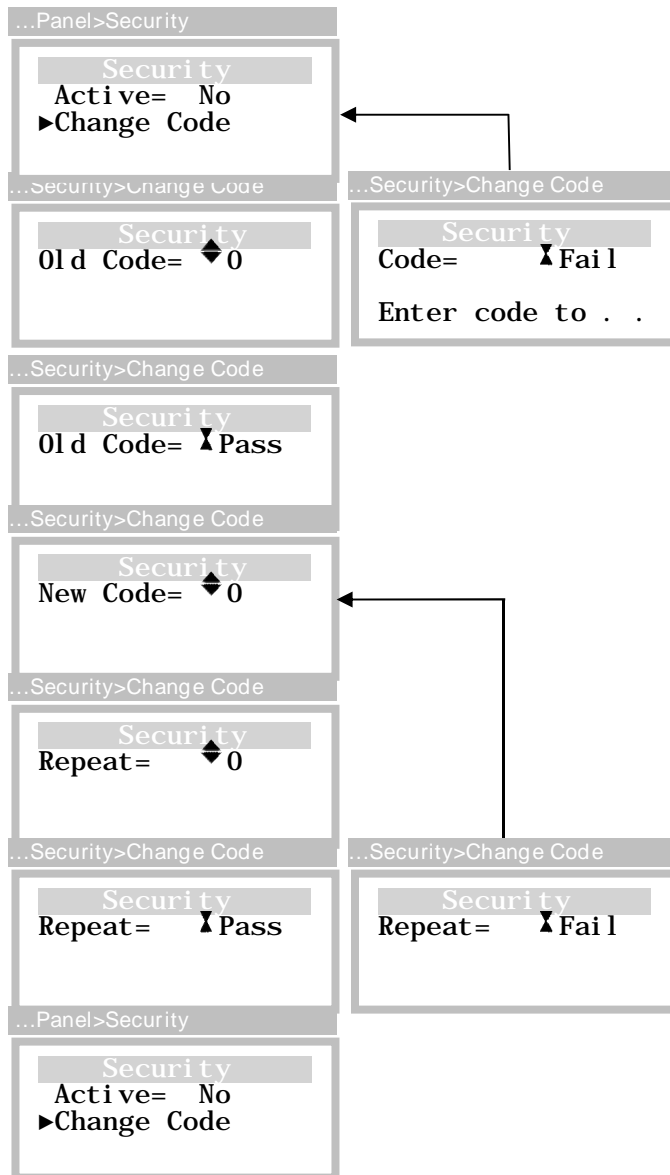 ...Panel>Security
Security
Active= No
►Change Code
...Security>Change Code
Security
Old Code= 0
...Security>Change Code
Security
Code= Fail
Enter code to . .
...Security>Change Code
Security
Old Code= Pass
...Security>Change Code
Security
New Code= 0
...Security>Change Code
Security
Repeat= 0
...Security>Change Code
Security
Repeat= Pass
...Security>Change Code
Security
Repeat= Fail
...Panel>Security
Security
Active= No
►Change Code